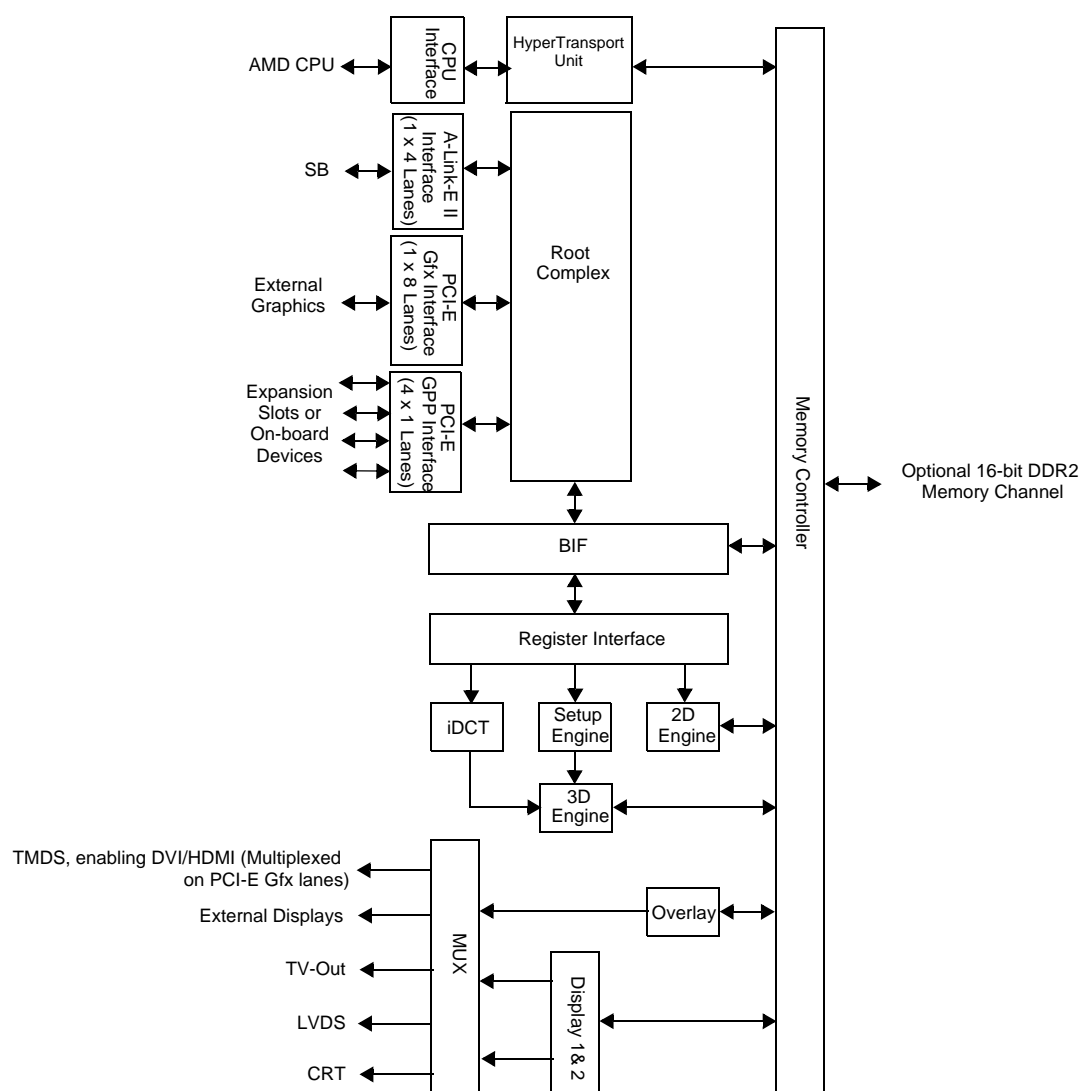 AMD CPU
CPU
Interface
HyperTransport
Unit
SB
A-Link-E II
Interface
(1 x 4 Lanes)
Root
Complex
External
Graphics
PCI-E
Gfx Interface
(1 x 8 Lanes)
Expansion
Slots or
On-board
Devices
PCI-E
GPP Interface
(4 x 1 Lanes)
Memory Controller
Optional 16-bit DDR2
Memory Channel
BIF
Register Interface
iDCT
Setup
Engine
2D
Engine
3D
Engine
TMDS, enabling DVI/HDMI (Multiplexed
on PCI-E Gfx lanes)
External Displays
TV-Out
LVDS
CRT
MUX
Overlay
Display 1& 2